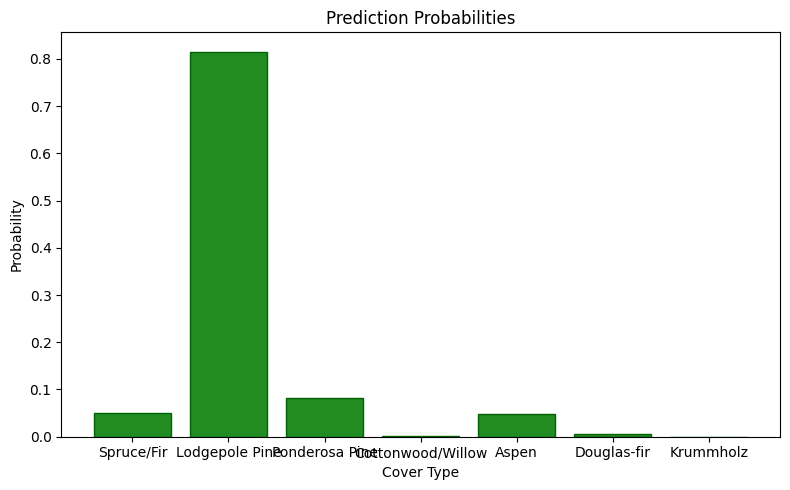 Prediction Probabilities
Probability
0.8
0.7
0.6
0.5
0.4
0.3
0.2
0.1
0.0
Spruce/Fir Lodgepole Pine Ponderosa Pine Cottonwood/Willow Aspen Douglas-fir Krummholz
Cover Type